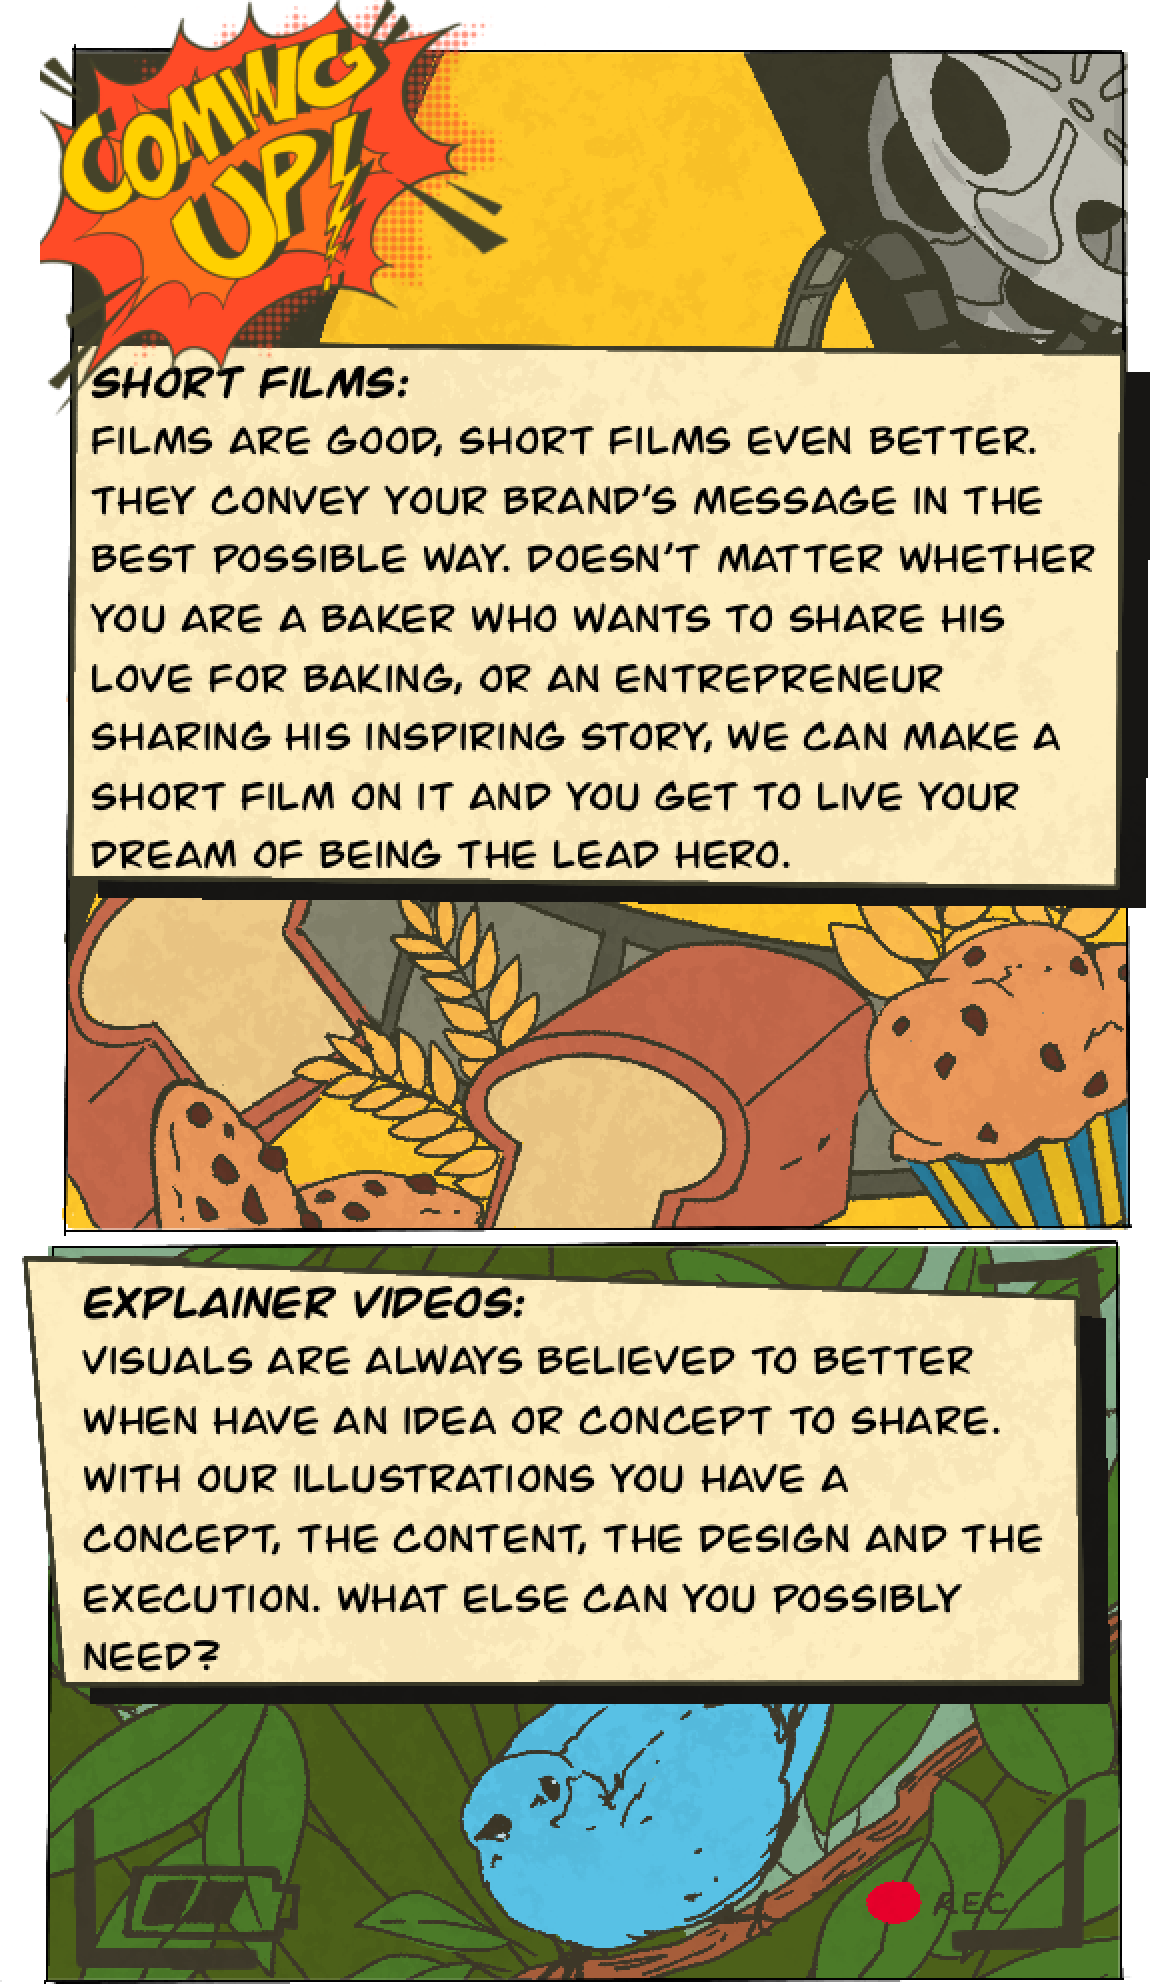 COMING
UP!
SHORT FILMS:
FILMS ARE GOOD, SHORT FILMS EVEN BETTER.
THEY CONVEY YOUR BRAND'S MESSAGE IN THE
BEST POSSIBLE WAY. DOESN'T MATTER WHETHER
YOU ARE A BAKER WHO WANTS TO SHARE HIS
LOVE FOR BAKING, OR AN ENTREPRENEUR
SHARING HIS INSPIRING STORY, WE CAN MAKE A
SHORT FILM ON IT AND YOU GET TO LIVE YOUR
DREAM OF BEING THE LEAD HERO.
EXPLAINER VIDEOS:
VISUALS ARE ALWAYS BELIEVED TO BETTER
WHEN HAVE AN IDEA OR CONCEPT TO SHARE.
WITH OUR ILLUSTRATIONS YOU HAVE A
CONCEPT, THE CONTENT, THE DESIGN AND THE
EXECUTION. WHAT ELSE CAN YOU POSSIBLY
NEED?
REC